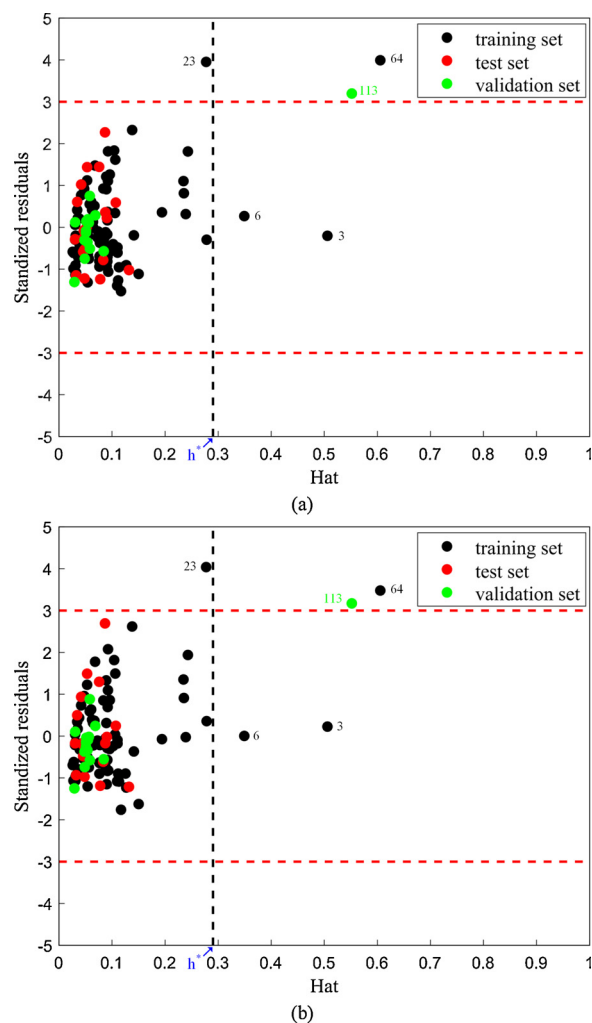 (a)
5
4
3
2
1
0
-1
-2
-3
-4
-5
Standized residuals
23
64
113
6
3
training set
test set
validation set
0 0.1 0.2 0.3 0.4 0.5 0.6 0.7 0.8 0.9 1
h*
Hat
(a)
5
4
3
2
1
0
-1
-2
-3
-4
-5
Standized residuals
23
64
113
3
6
training set
test set
validation set
0 0.1 0.2 0.3 0.4 0.5 0.6 0.7 0.8 0.9 1
h*
Hat
(b)